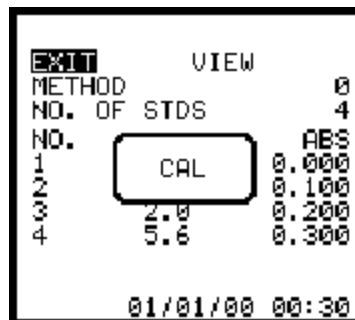 EXIT VIEW
METHOD 0
NO. OF STDS 4
NO. ABS
1 0.000
CAL
2 0.100
3 2.0 0.200
4 5.6 0.300
01/01/00 00:30